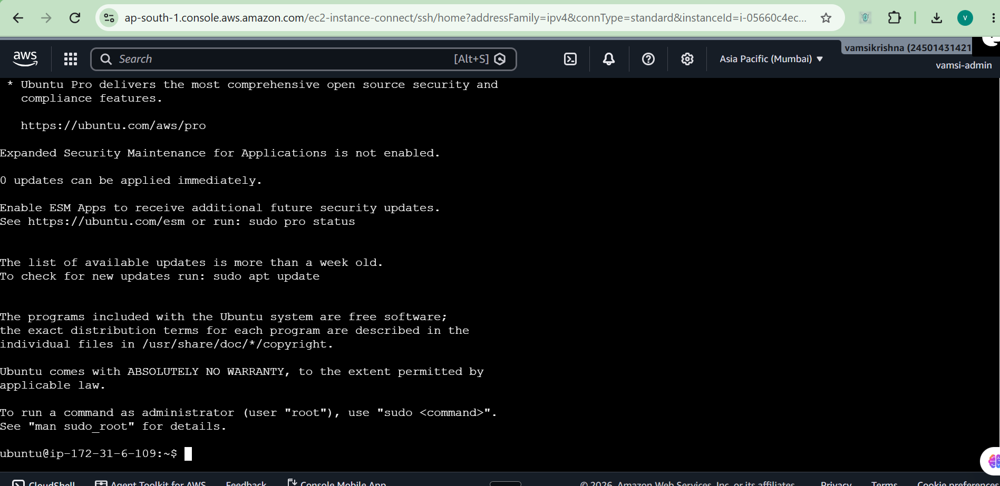 ap-south-1.console.aws.amazon.com/ec2-instance-connect/ssh/home?addressFamily=ipv4&connType=standard&instanceId=i-05660c4ec...
V
aws
Search
[Alt+S]
Asia Pacific (Mumbai)
vamsikrishna (24501431421
vamsi-admin
* Ubuntu Pro delivers the most comprehensive open source security and
compliance features.
https://ubuntu.com/aws/pro
Expanded Security Maintenance for Applications is not enabled.
0 updates can be applied immediately.
Enable ESM Apps to receive additional future security updates.
See https://ubuntu.com/esm or run: sudo pro status
The list of available updates is more than a week old.
To check for new updates run: sudo apt update
The programs included with the Ubuntu system are free software;
the exact distribution terms for each program are described in the
individual files in /usr/share/doc/*/copyright.
Ubuntu comes with ABSOLUTELY NO WARRANTY, to the extent permitted by
applicable law.
To run a command as administrator (user "root"), use "sudo <command>".
See "man sudo_root" for details.
ubuntu@ip-172-31-6-109:~$
CloudShell
Agent Toolkit for AWS
Feedback
Console Mobile App
© 2026, Amazon Web Services, Inc. or its affiliates.
Privacy
Terms
Cookie preferences